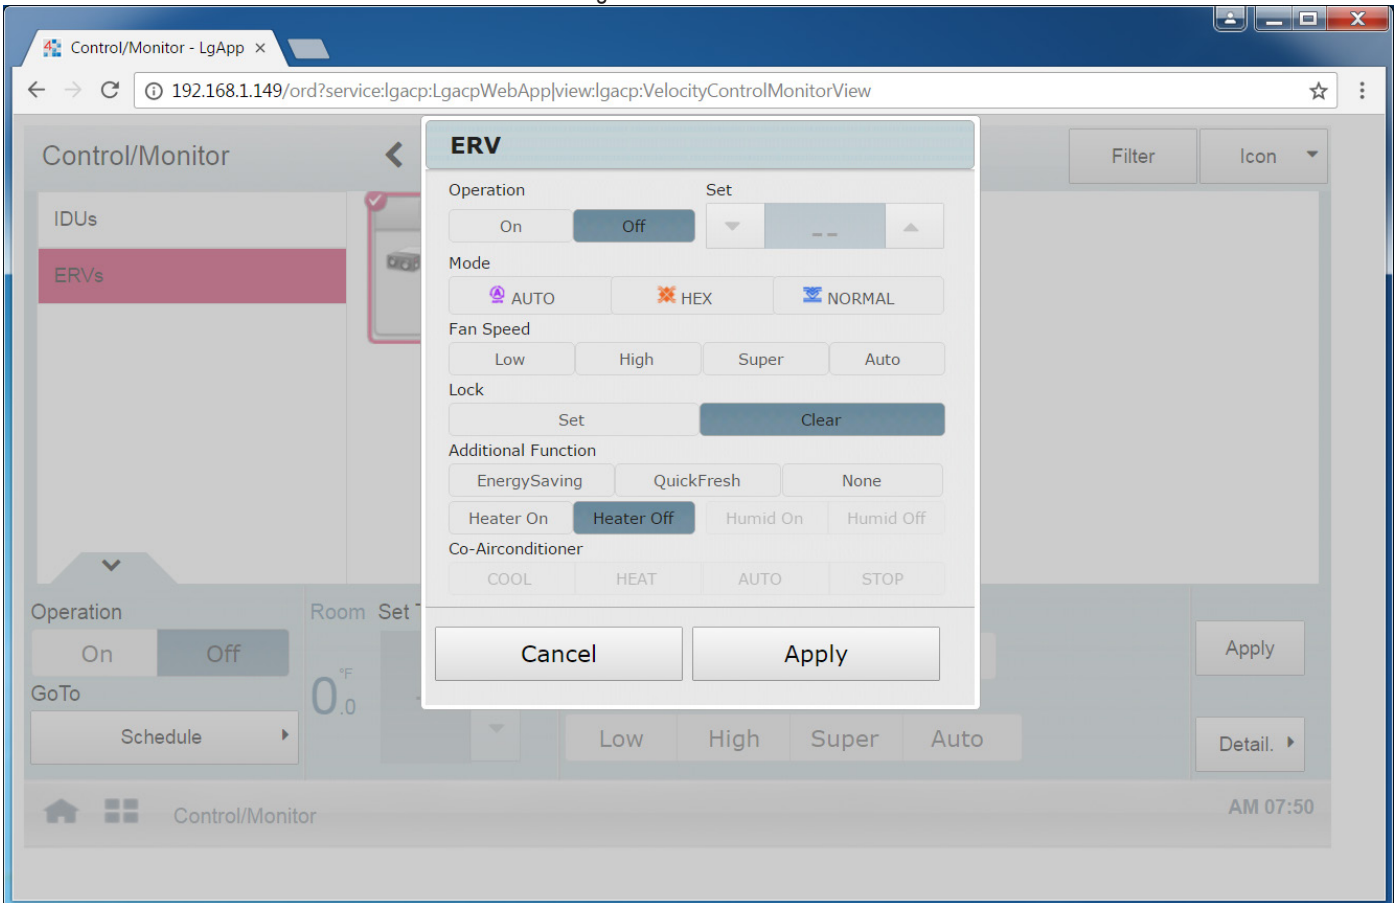 Control/Monitor - LgApp ×
192.168.1.149/ord?service:lgacp:LgacpWebApp|view:lgacp:VelocityControlMonitorView
Control/Monitor
Filter
Icon
IDUs
ERVs
ERV
Operation Set
On Off _ _
Mode
AUTO HEX NORMAL
Fan Speed
Low High Super Auto
Lock
Set Clear
Additional Function
EnergySaving QuickFresh None
Heater On Heater Off Humid On Humid Off
Co-Airconditioner
COOL HEAT AUTO STOP
Cancel Apply
Operation Room Set
On Off
°F
0.0
GoTo
Schedule
Low High Super Auto
Apply
Detail.
Control/Monitor
AM 07:50